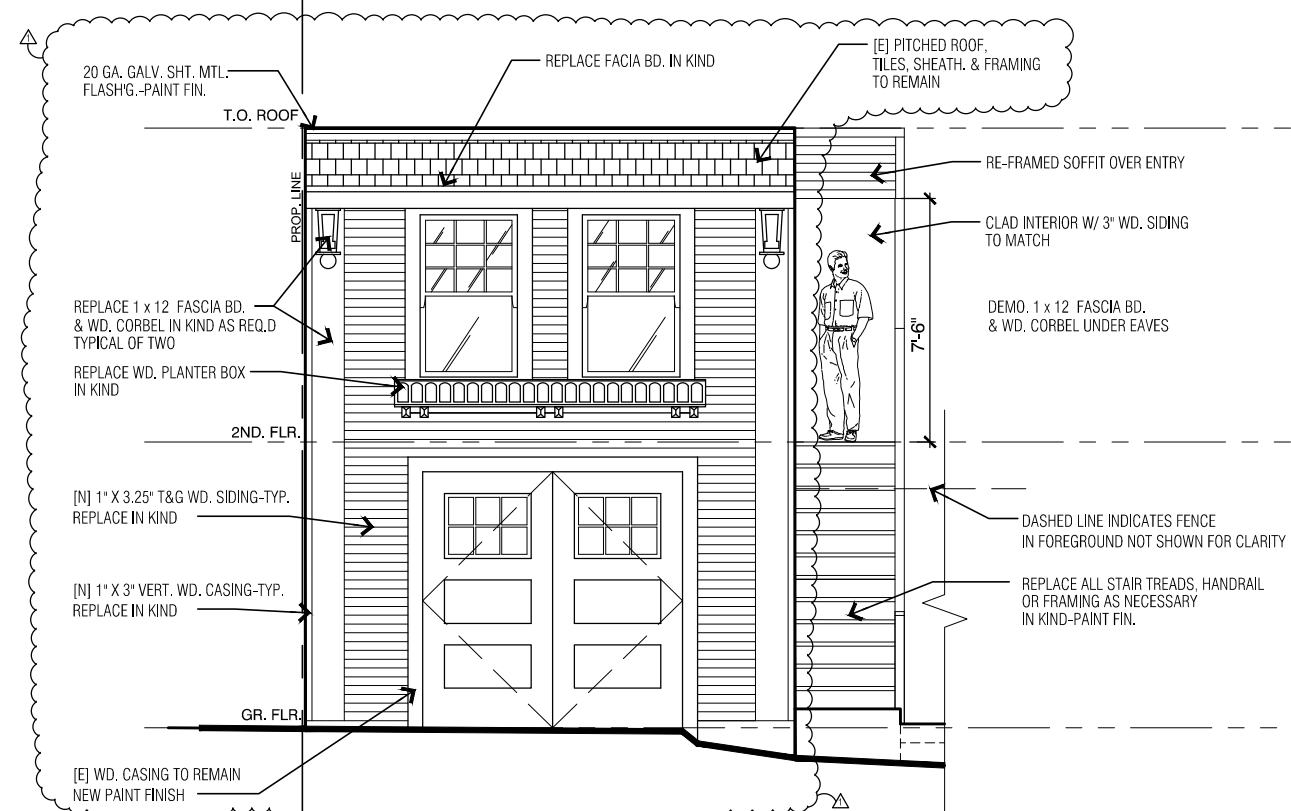 20 GA. GALV. SHT. MTL.
FLASH'G.-PAINT FIN.
REPLACE FACIA BD. IN KIND
[E] PITCHED ROOF,
TILES, SHEATH. & FRAMING
TO REMAIN
T.O. ROOF
PROP. LINE
RE-FRAMED SOFFIT OVER ENTRY
CLAD INTERIOR W/ 3" WD. SIDING
TO MATCH
REPLACE 1 x 12 FASCIA BD.
& WD. CORBEL IN KIND AS REQ.D
TYPICAL OF TWO
DEMO. 1 x 12 FASCIA BD.
& WD. CORBEL UNDER EAVES
7'-6"
REPLACE WD. PLANTER BOX
IN KIND
2ND. FLR.
[N] 1" X 3.25" T&G WD. SIDING-TYP.
REPLACE IN KIND
DASHED LINE INDICATES FENCE
IN FOREGROUND NOT SHOWN FOR CLARITY
[N] 1" X 3" VERT. WD. CASING-TYP.
REPLACE IN KIND
REPLACE ALL STAIR TREADS, HANDRAIL
OR FRAMING AS NECESSARY
IN KIND-PAINT FIN.
GR. FLR.
[E] WD. CASING TO REMAIN
NEW PAINT FINISH